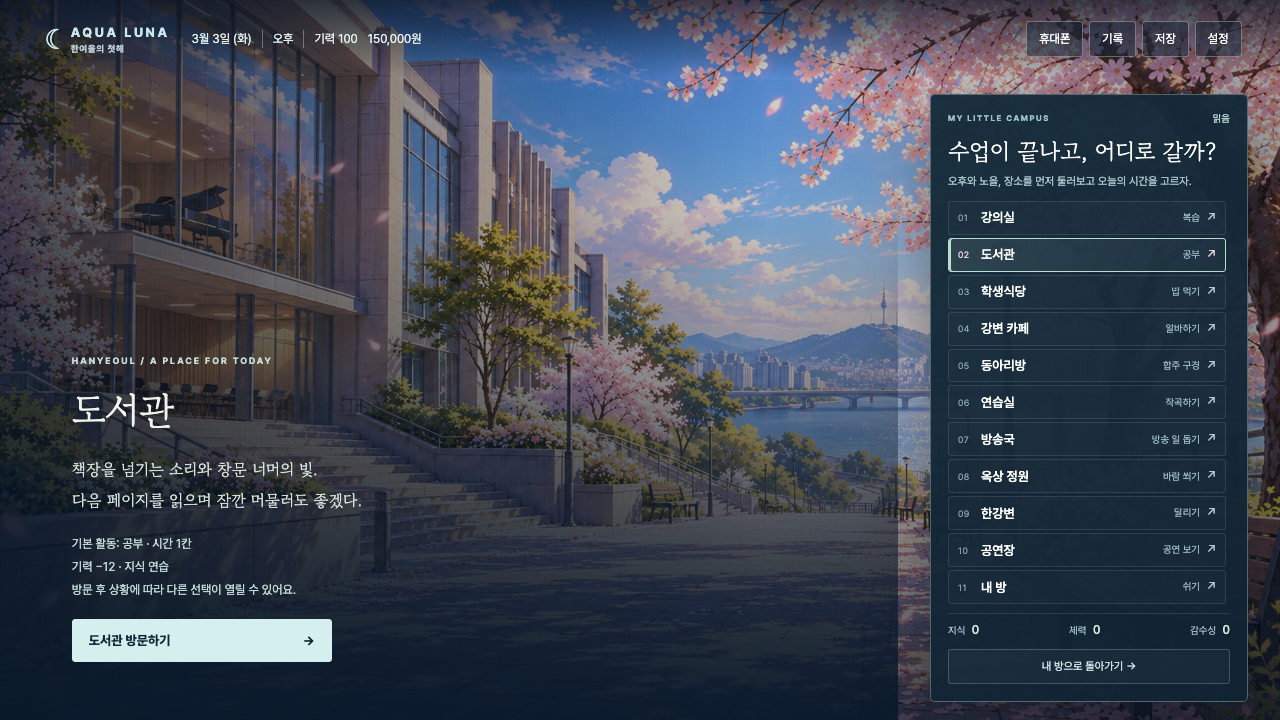 AQUA LUNA
한여울의 첫해
3월 3일 (화) 오후 기력 100 150,000원
휴대폰 기록 저장 설정
MY LITTLE CAMPUS 맑음
수업이 끝나고, 어디로 갈까?
오후와 노을, 장소를 먼저 둘러보고 오늘의 시간을 고르자.
01 강의실 복습 ↗
02 도서관 공부 ↗
03 학생식당 밥 먹기 ↗
04 강변 카페 알바하기 ↗
05 동아리방 합주 구경 ↗
06 연습실 작곡하기 ↗
07 방송국 방송 일 돕기 ↗
08 옥상 정원 바람 쐬기 ↗
09 한강변 달리기 ↗
10 공연장 공연 보기 ↗
11 내 방 쉬기 ↗
지식 0 체력 0 감수성 0
내 방으로 돌아가기 →
02
HANYEOUL / A PLACE FOR TODAY
도서관
책장을 넘기는 소리와 창문 너머의 빛.
다음 페이지를 읽으며 잠깐 머물러도 좋겠다.
기본 활동: 공부 · 시간 1칸
기력 −12 · 지식 연습
방문 후 상황에 따라 다른 선택이 열릴 수 있어요.
도서관 방문하기 →